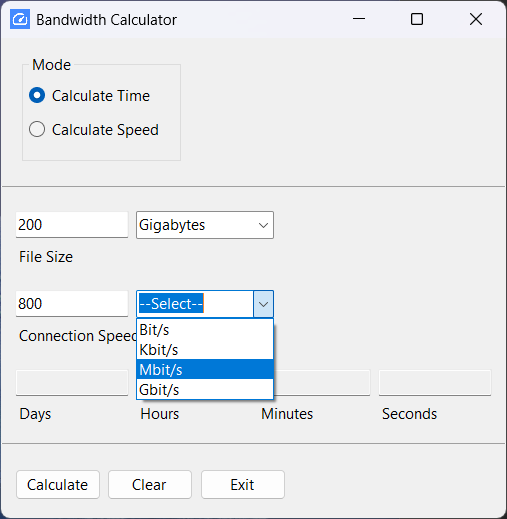 Bandwidth Calculator
Mode
Calculate Time
Calculate Speed
200 Gigabytes
File Size
800 --Select--
Bit/s
Connection Speed
Kbit/s
Mbit/s
Gbit/s
Days Hours Minutes Seconds
Calculate Clear Exit